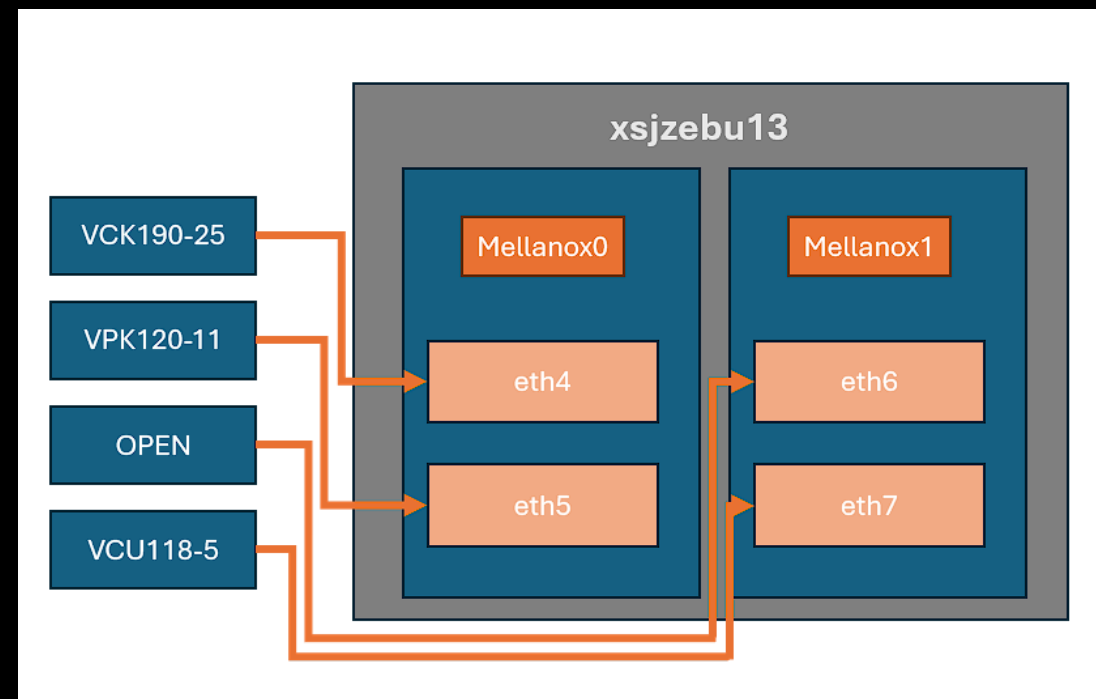 xsjzebu13
VCK190-25
VPK120-11
OPEN
VCU118-5
Mellanox0
eth4
eth5
Mellanox1
eth6
eth7